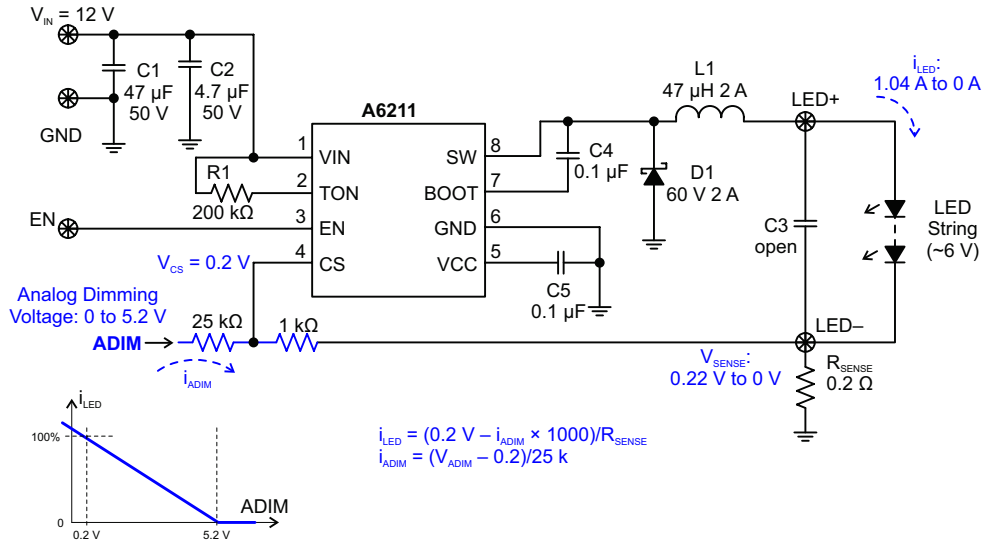 V_IN = 12 V
C1
47 µF
50 V
C2
4.7 µF
50 V
GND
A6211
1
VIN
2
TON
3
EN
4
CS
SW
8
BOOT
7
GND
6
VCC
5
R1
200 kΩ
EN
V_CS = 0.2 V
C4
0.1 µF
D1
60 V 2 A
L1
47 µH 2 A
LED+
i_LED:
1.04 A to 0 A
C3
open
LED
String
(~6 V)
C5
0.1 µF
Analog Dimming
Voltage: 0 to 5.2 V
ADIM
25 kΩ
1 kΩ
i_ADIM
LED–
V_SENSE:
0.22 V to 0 V
R_SENSE
0.2 Ω
i_LED
100%
0
0.2 V
5.2 V
ADIM
i_LED = (0.2 V – i_ADIM × 1000)/R_SENSE
i_ADIM = (V_ADIM – 0.2)/25 k